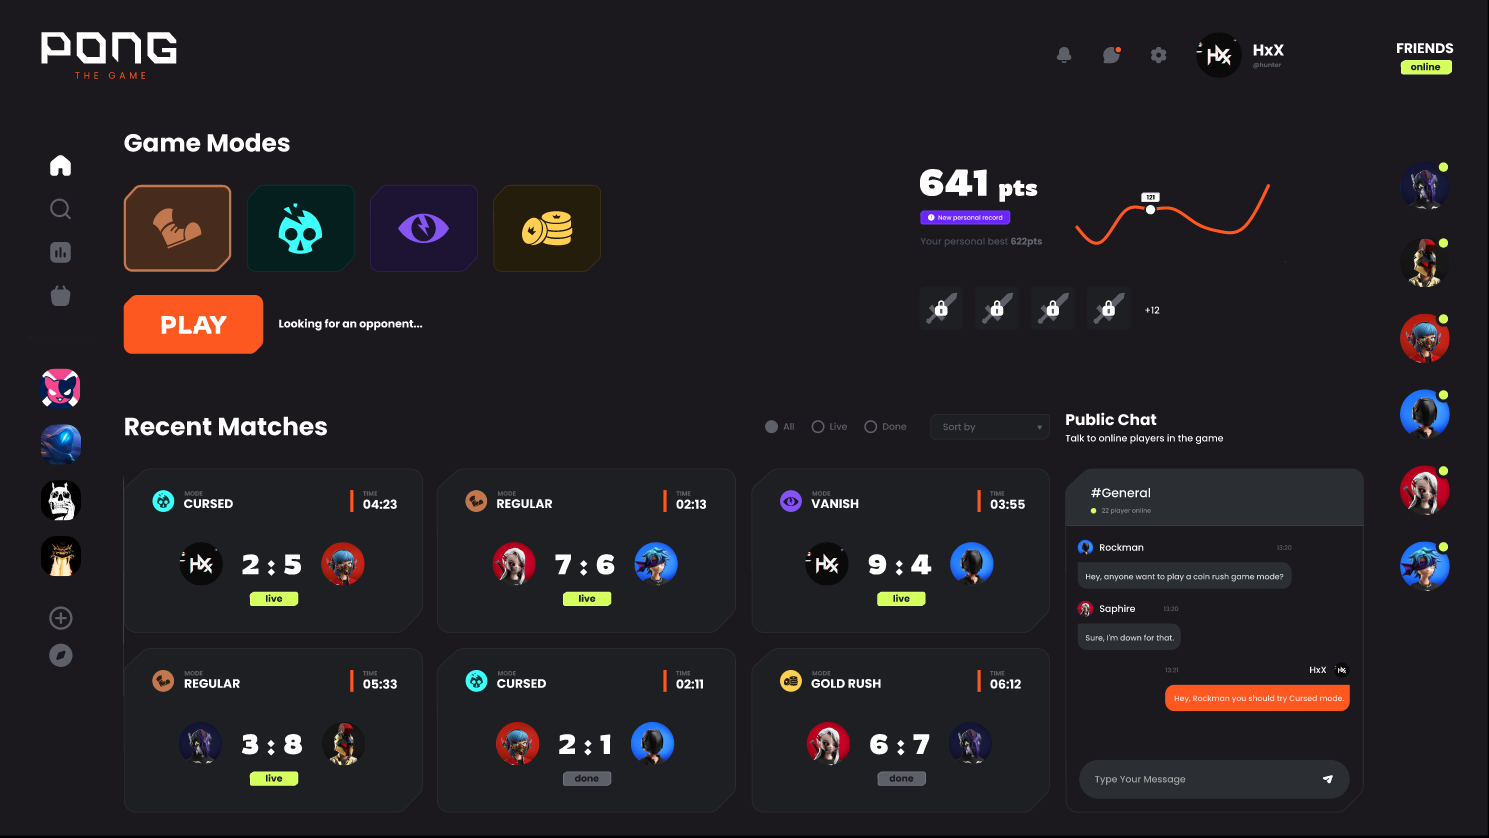 PONG
THE GAME
HxX
@hunter
FRIENDS
online
Game Modes
PLAY
Looking for an opponent...
641 pts
New personal record
Your personal best 622pts
121
+12
Recent Matches
All
Live
Done
Sort by
MODE
CURSED
TIME
04:23
HX
2 : 5
live
MODE
REGULAR
TIME
02:13
7 : 6
live
MODE
VANISH
TIME
03:55
HX
9 : 4
live
MODE
REGULAR
TIME
05:33
3 : 8
live
MODE
CURSED
TIME
02:11
2 : 1
done
MODE
GOLD RUSH
TIME
06:12
6 : 7
done
Public Chat
Talk to online players in the game
#General
22 player online
Rockman
13:20
Hey, anyone want to play a coin rush game mode?
Saphire
13:20
Sure, I'm down for that.
13:21
HxX
Hey, Rockman you should try Cursed mode.
Type Your Message